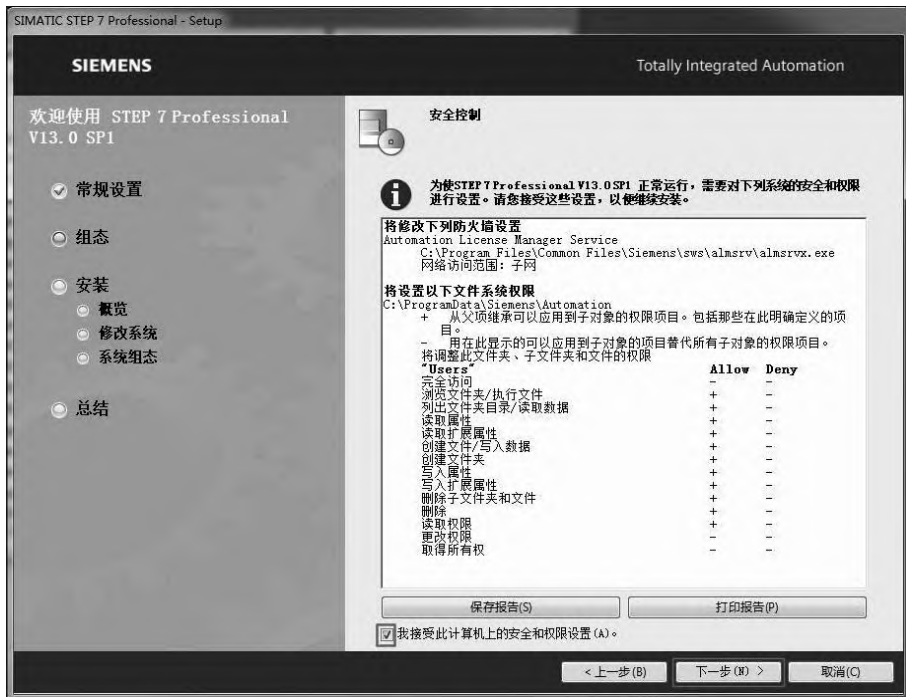 SIMATIC STEP 7 Professional - Setup
SIEMENS
Totally Integrated Automation
欢迎使用 STEP 7 Professional
V13.0 SP1
常规设置
组态
安装
概览
修改系统
系统组态
总结
安全控制
为使STEP 7 Professional V13.0 SP1 正常运行，需要对下列系统的安全和权限
进行设置。请您接受这些设置，以便继续安装。
将修改下列防火墙设置
Automation License Manager Service
C:\Program Files\Common Files\Siemens\sws\almsrv\almsrvx.exe
网络访问范围：子网
将设置以下文件系统权限
C:\ProgramData\Siemens\Automation
+ 从父项继承可以应用到子对象的权限项目。包括那些在此明确定义的项
目。
- 用在此显示的可以应用到子对象的项目替代所有子对象的权限项目。
将调整此文件夹、子文件夹和文件的权限
"Users" Allow Deny
完全访问 - -
浏览文件夹/执行文件 + -
列出文件夹目录/读取数据 + -
读取属性 + -
读取扩展属性 + -
创建文件/写入数据 + -
创建文件夹 + -
写入属性 + -
写入扩展属性 + -
删除子文件夹和文件 + -
删除 + -
读取权限 + -
更改权限 - -
取得所有权 - -
保存报告(S)
打印报告(P)
我接受此计算机上的安全和权限设置(A)。
< 上一步(B)
下一步(N) >
取消(C)